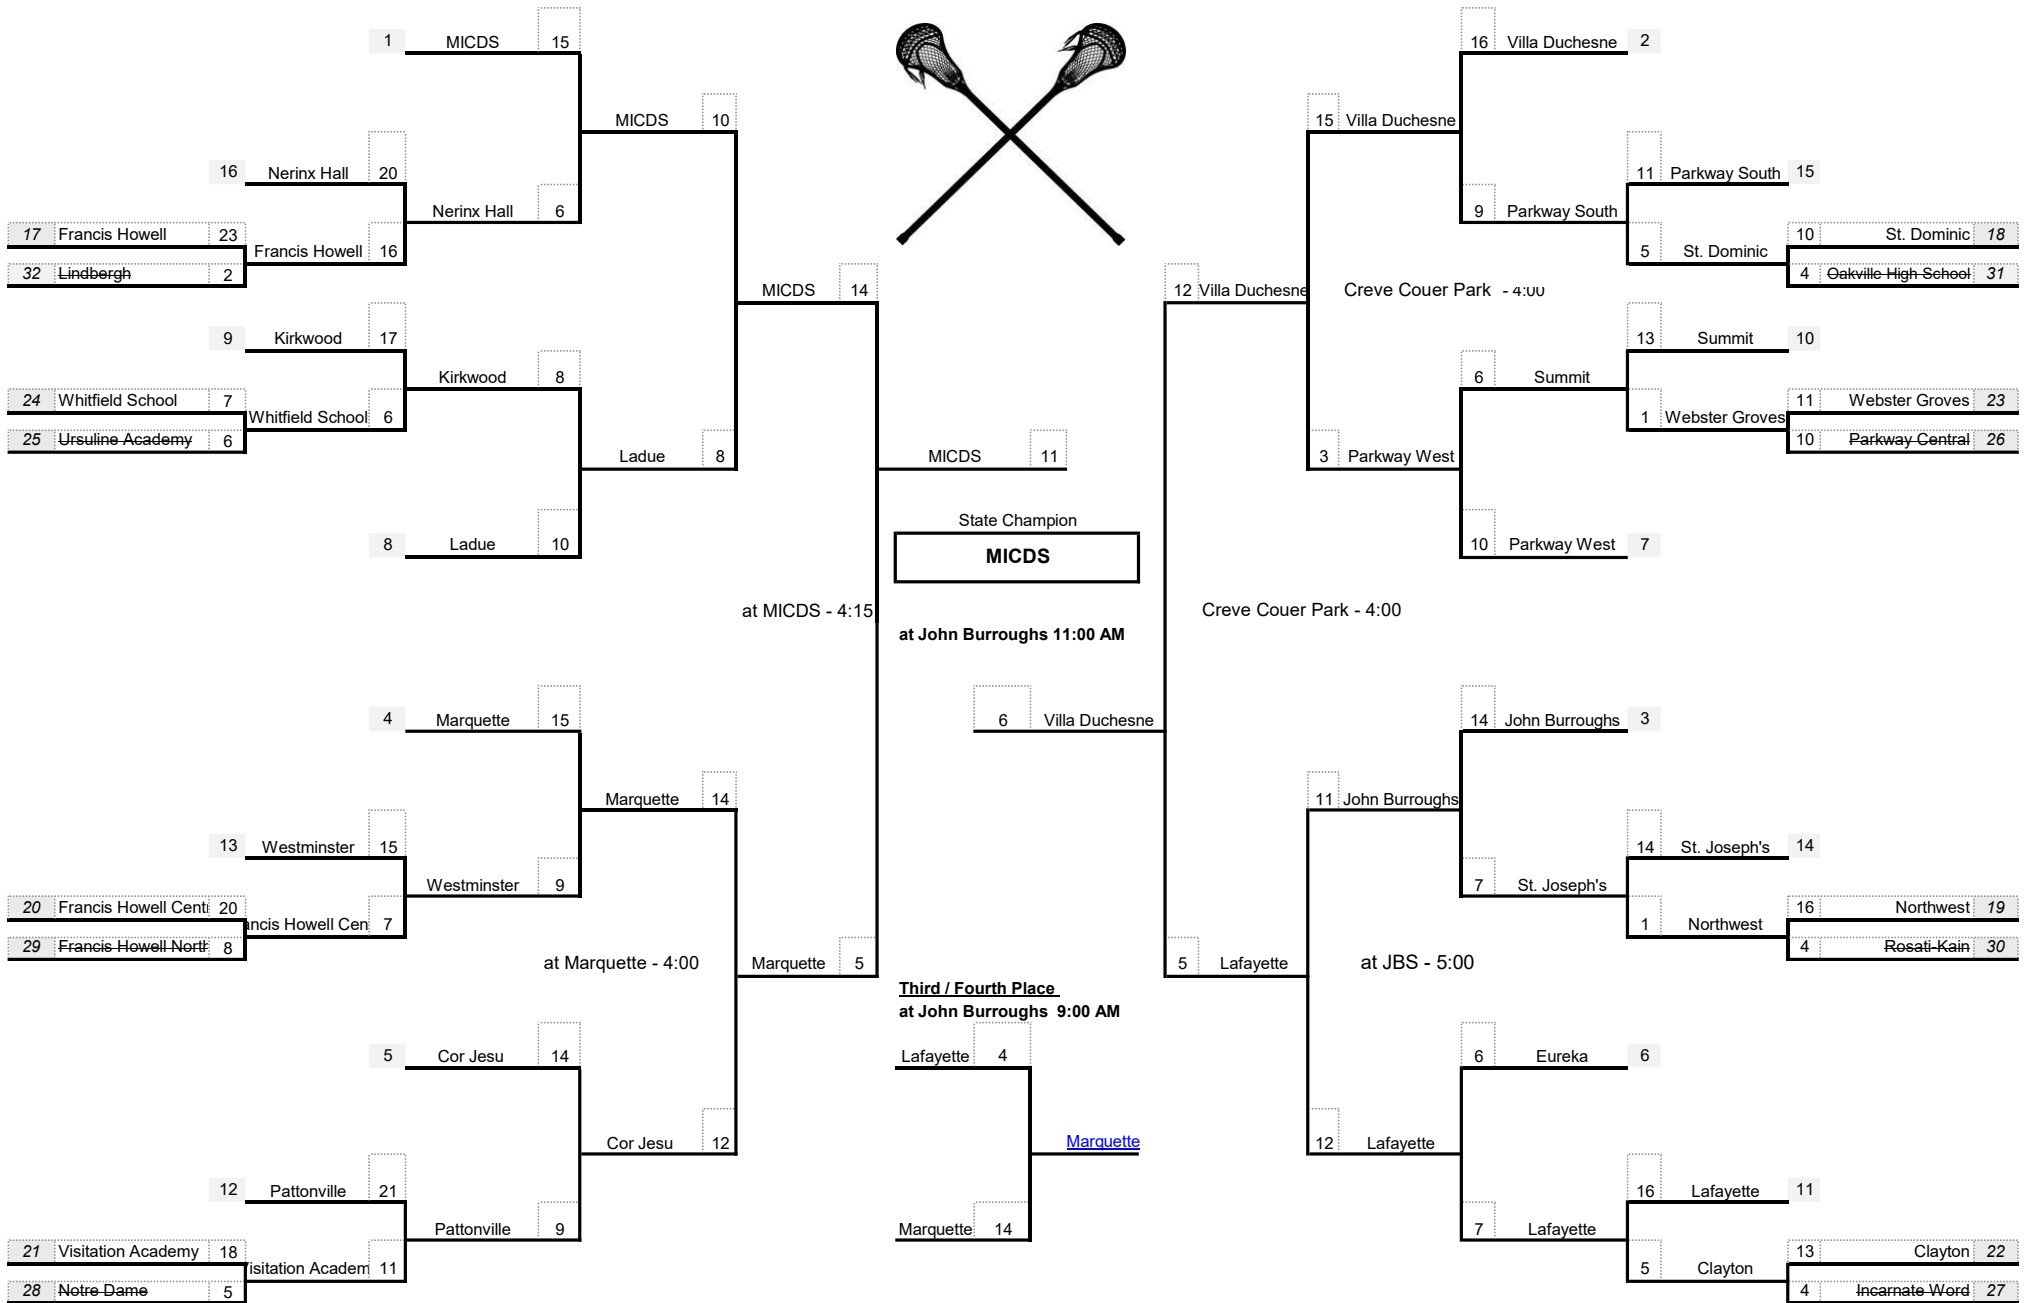 1 MICDS 15
16 Nerinx Hall 20
17 Francis Howell 23
32 Lindbergh 2
Francis Howell 16
Nerinx Hall 6
MICDS 10
9 Kirkwood 17
24 Whitfield School 7
25 Ursuline Academy 6
Whitfield School 6
Kirkwood 8
8 Ladue 10
Ladue 8
MICDS 14
at MICDS - 4:15
4 Marquette 15
13 Westminster 15
20 Francis Howell Cent 20
29 Francis Howell North 8
ancis Howell Cen 7
Westminster 9
Marquette 14
at Marquette - 4:00
5 Cor Jesu 14
12 Pattonville 21
21 Visitation Academy 18
28 Notre Dame 5
isitation Academ 11
Pattonville 9
Cor Jesu 12
Marquette 5
MICDS 11
State Champion
MICDS
at John Burroughs 11:00 AM
6 Villa Duchesne
Third / Fourth Place
at John Burroughs 9:00 AM
Lafayette 4
Marquette
Marquette 14
16 Villa Duchesne 2
11 Parkway South 15
10 St. Dominic 18
4 Oakville High School 31
5 St. Dominic
9 Parkway South
15 Villa Duchesne
Creve Couer Park - 4:00
13 Summit 10
11 Webster Groves 23
10 Parkway Central 26
1 Webster Groves
6 Summit
10 Parkway West 7
3 Parkway West
12 Villa Duchesne
Creve Couer Park - 4:00
14 John Burroughs 3
14 St. Joseph's 14
16 Northwest 19
4 Rosati-Kain 30
1 Northwest
7 St. Joseph's
11 John Burroughs
at JBS - 5:00
6 Eureka 6
16 Lafayette 11
13 Clayton 22
4 Incarnate Word 27
5 Clayton
7 Lafayette
12 Lafayette
5 Lafayette